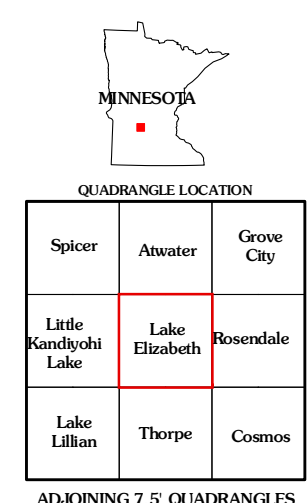 MINNESOTA
QUADRANGLE LOCATION
Spicer
Atwater
Grove
City
Little
Kandiyohi
Lake
Lake
Elizabeth
Rosendale
Lake
Lillian
Thorpe
Cosmos
ADJOINING 7.5' QUADRANGLES